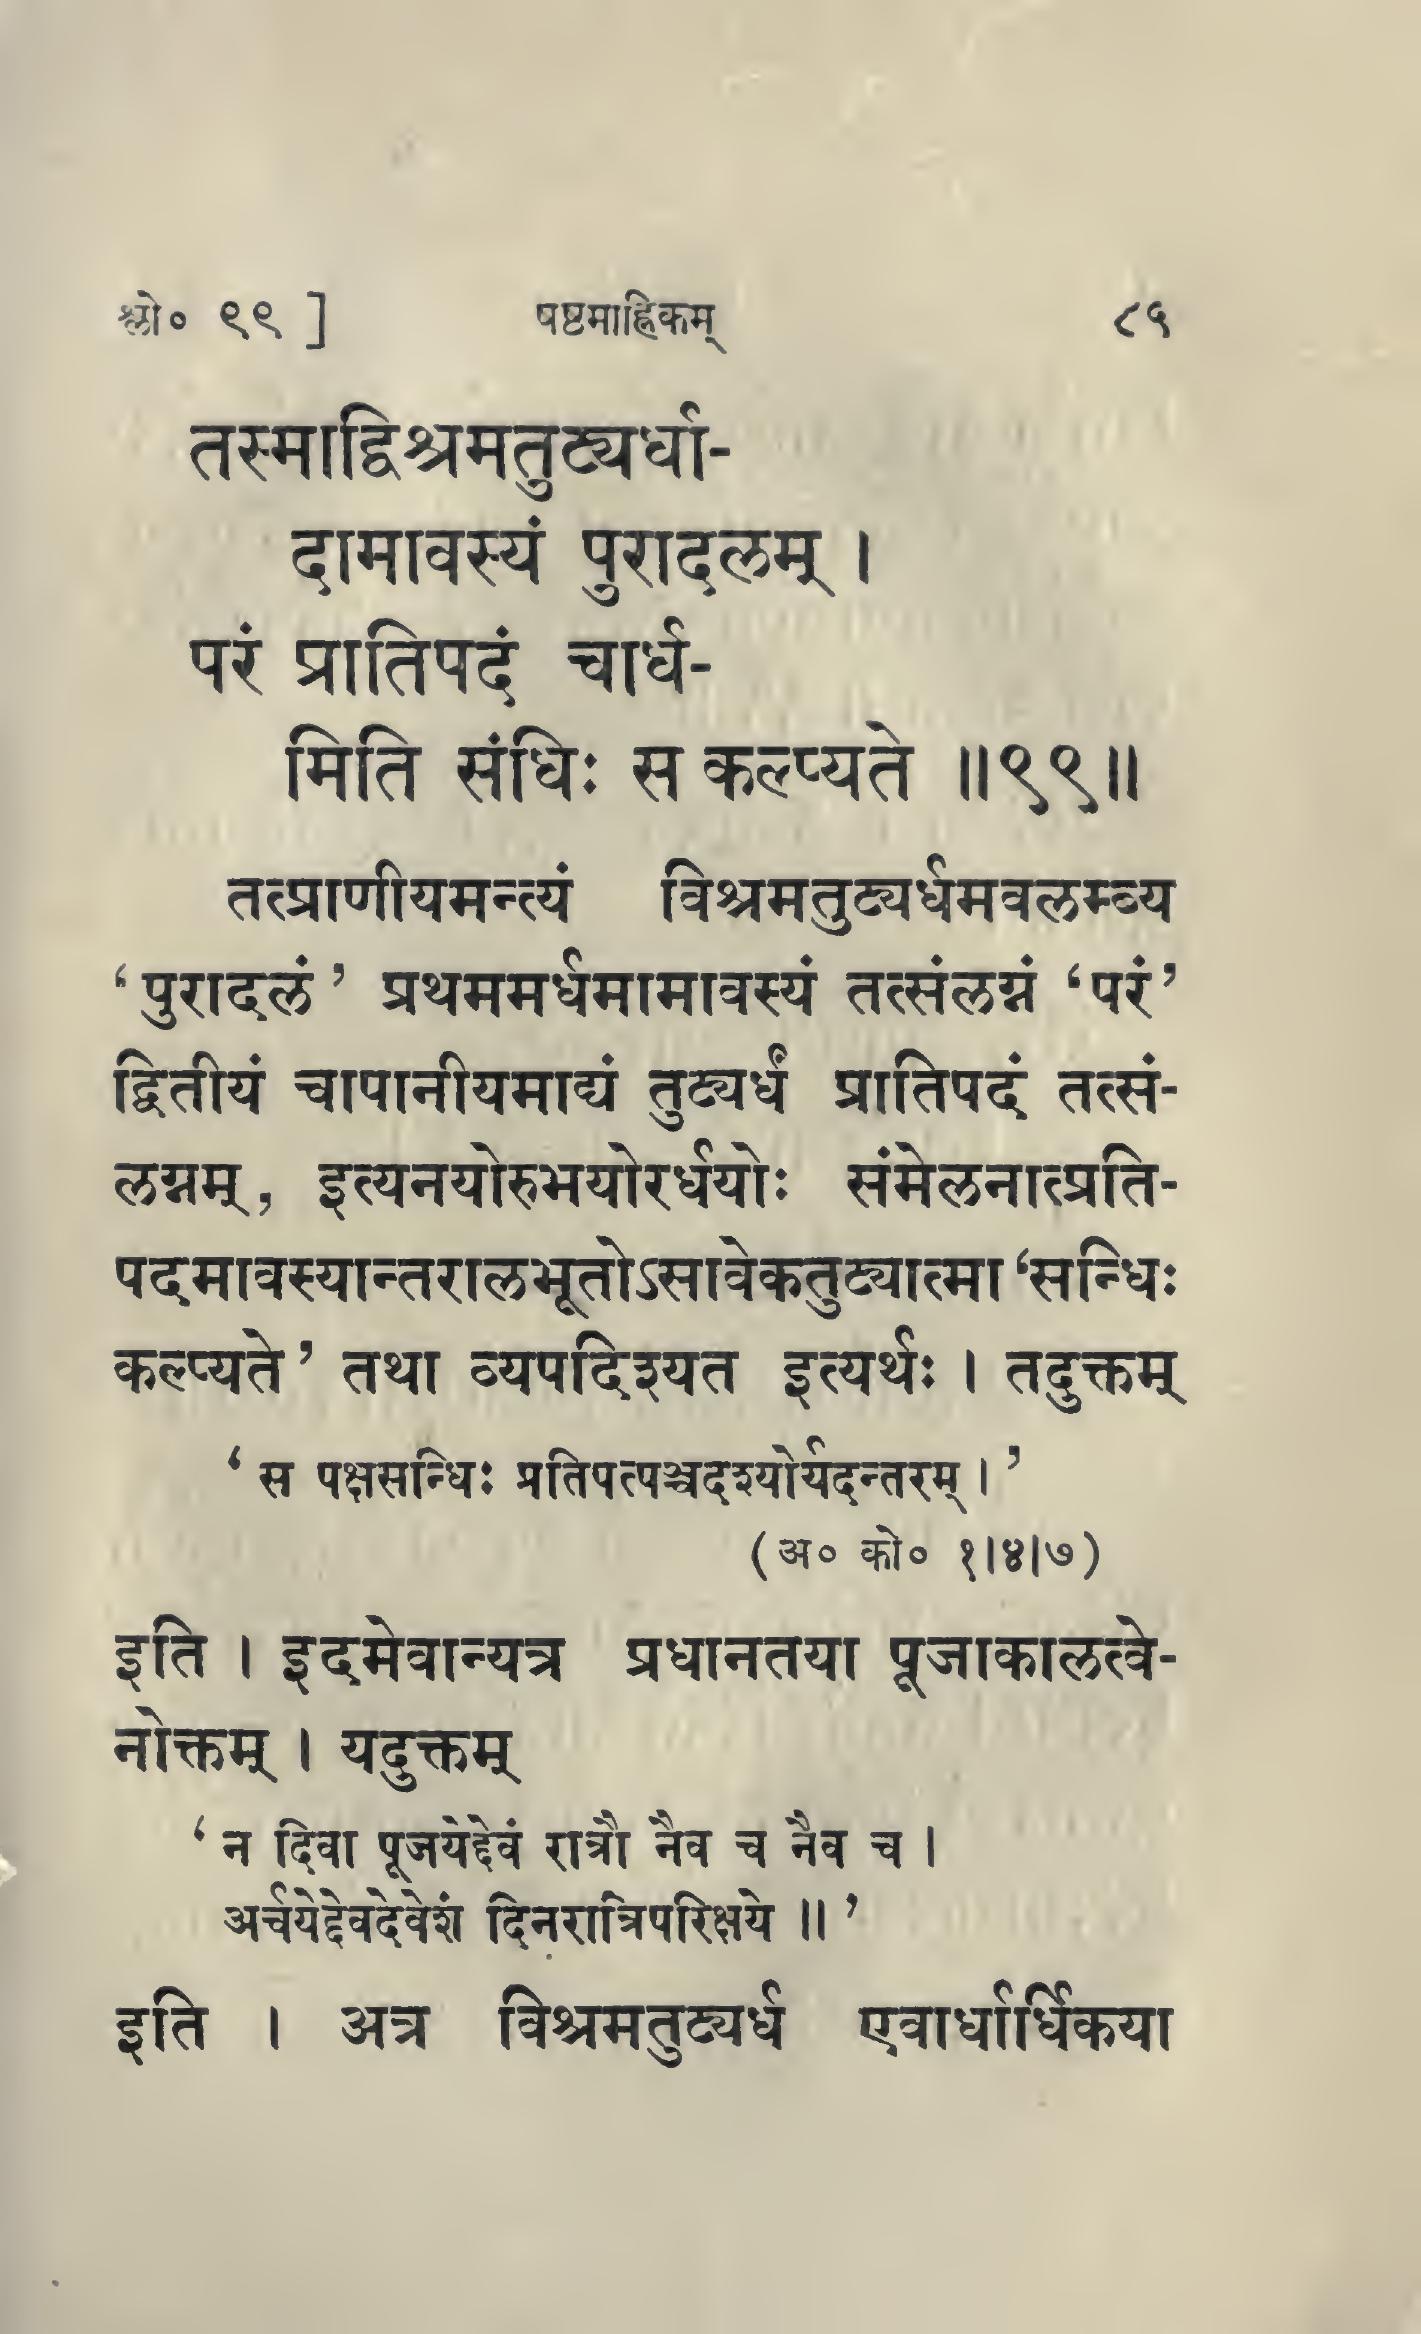 श्लो० ९९ ] षष्ठमाह्निकम् ८५
तस्माद्विश्रमतुट्यर्धा-
दामावस्यं पुरादलम् ।
परं प्रातिपदं चार्ध-
मिति संधिः स कल्प्यते ॥९९॥
तत्प्राणीयमन्त्यं विश्रमतुट्यर्धमवलम्ब्य
‘पुरादलं’ प्रथममर्धमामावस्यं तत्संलग्नं ‘परं’
द्वितीयं चापानीयमाद्यं तुट्यर्धं प्रातिपदं तत्सं-
लग्नम्, इत्यनयोरुभयोरर्धयोः संमेलनात्प्रति-
पदमावस्यान्तरालभूतोऽसावेकतुट्यात्मा ‘सन्धिः
कल्प्यते’ तथा व्यपदिश्यत इत्यर्थः । तदुक्तम्
‘स पक्षसन्धिः प्रतिपत्पञ्चदश्योर्यदन्तरम् ।’
(अ० को० १।४।७)
इति । इदमेवान्यत्र प्रधानतया पूजाकालत्वे-
नोक्तम् । यदुक्तम्
‘न दिवा पूजयेद्देवं रात्रौ नैव च नैव च ।
अर्चयेद्देवदेवेशं दिनरात्रिपरिक्षये ॥’
इति । अत्र विश्रमतुट्यर्ध एवार्धार्धिकया